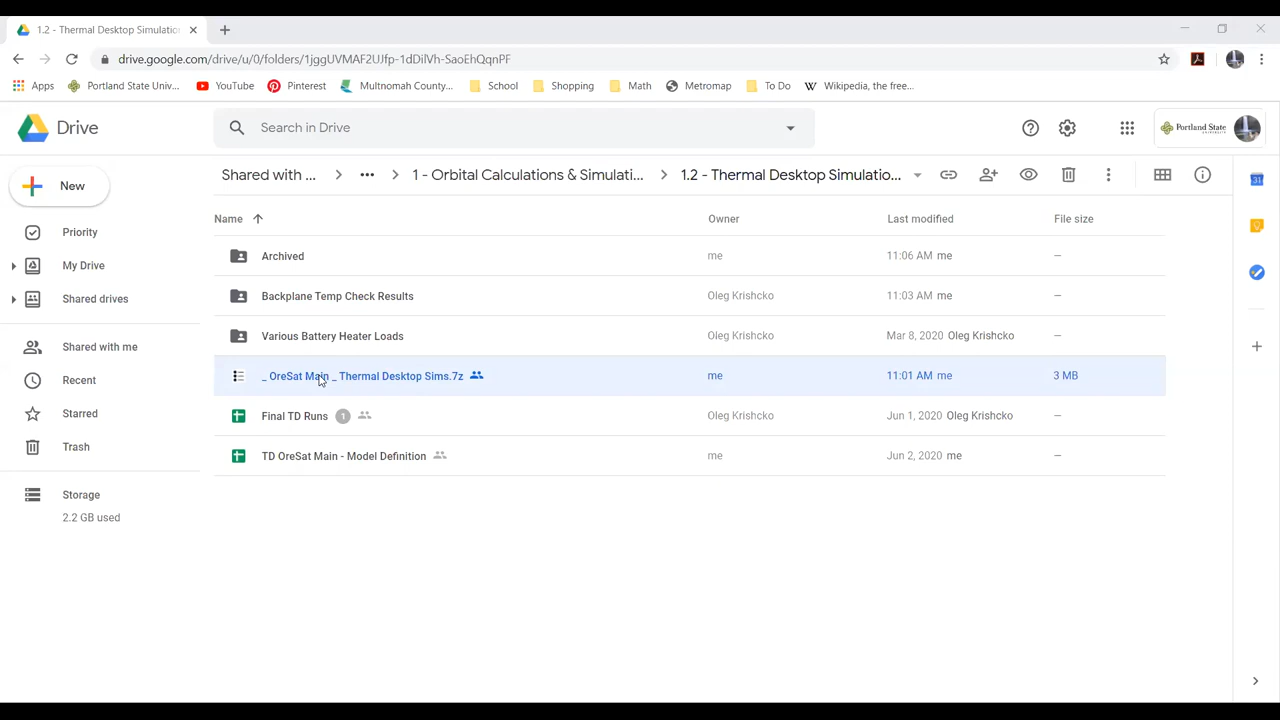 1.2 - Thermal Desktop Simulatio
drive.google.com/drive/u/0/folders/1jggUVMAF2UJfp-1dDilVh-SaoEhQqnPF
Apps Portland State Univ... YouTube Pinterest Multnomah County... School Shopping Math Metromap To Do Wikipedia, the free...
Drive
Search in Drive
Portland State
New
Shared with ... ••• 1 - Orbital Calculations & Simulati... 1.2 - Thermal Desktop Simulatio...
31
Name Owner Last modified File size
Priority
My Drive
Shared drives
Shared with me
Recent
Starred
Trash
Storage
2.2 GB used
Archived me 11:06 AM me –
Backplane Temp Check Results Oleg Krishcko 11:03 AM me –
Various Battery Heater Loads Oleg Krishcko Mar 8, 2020 Oleg Krishcko –
_ OreSat Main _ Thermal Desktop Sims.7z me 11:01 AM me 3 MB
Final TD Runs 1 Oleg Krishcko Jun 1, 2020 Oleg Krishcko –
TD OreSat Main - Model Definition me Jun 2, 2020 me –